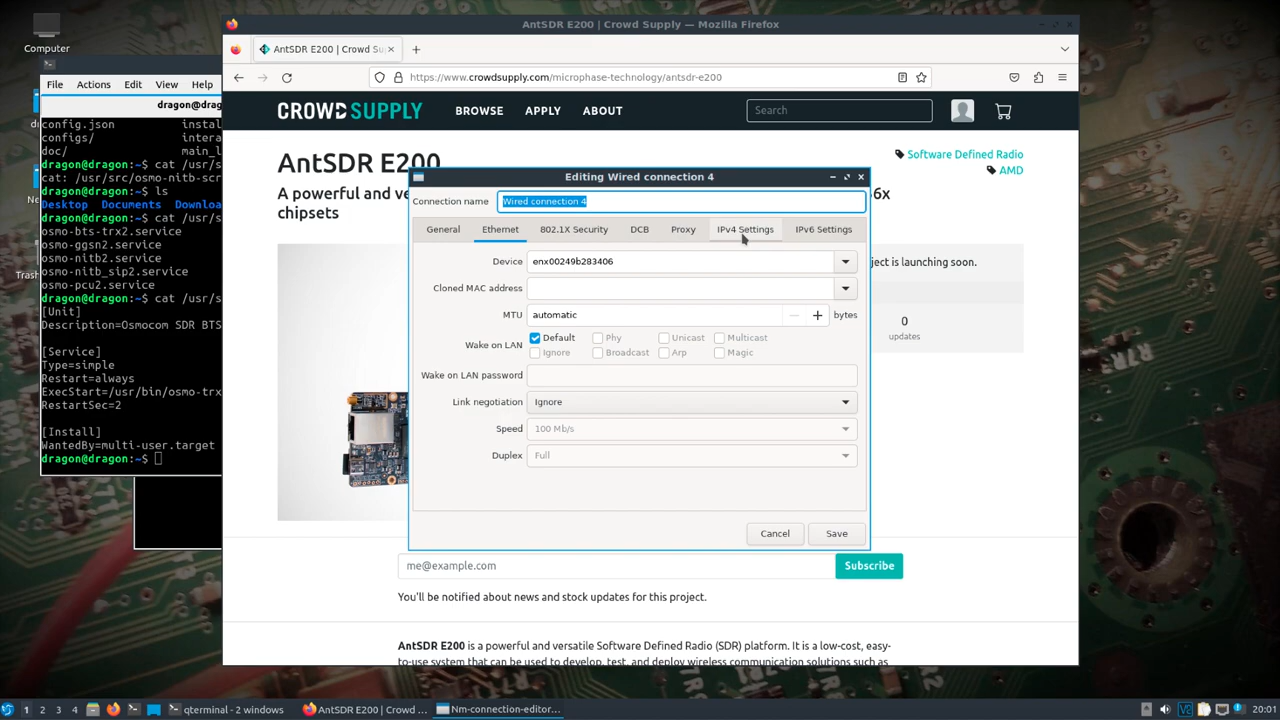 Computer
AntSDR E200 | Crowd Supply — Mozilla Firefox
AntSDR E200 | Crowd Su
https://www.crowdsupply.com/microphase-technology/antsdr-e200
CROWD SUPPLY
BROWSE
APPLY
ABOUT
Search
AntSDR E200
A powerful and ve
6x
chipsets
Software Defined Radio
AMD
oject is launching soon.
0
updates
File Actions Edit View Help
dragon@drag
config.json instal
configs/ intera
doc/ main_l
dragon@dragon:~$ cat /usr/s
cat: /usr/src/osmo-nitb-scr
dragon@dragon:~$ ls
Desktop Documents Downloa
dragon@dragon:~$ cat /usr/s
osmo-bts-trx2.service
osmo-ggsn2.service
osmo-nitb2.service
osmo-nitb_sip2.service
osmo-pcu2.service
dragon@dragon:~$ cat /usr/s
[Unit]
Description=Osmocom SDR BTS
[Service]
Type=simple
Restart=always
ExecStart=/usr/bin/osmo-trx
RestartSec=2
[Install]
WantedBy=multi-user.target
dragon@dragon:~$
Editing Wired connection 4
Connection name Wired connection 4
General Ethernet 802.1X Security DCB Proxy IPv4 Settings IPv6 Settings
Device enx00249b283406
Cloned MAC address
MTU automatic bytes
Wake on LAN
Default Phy Unicast Multicast
Ignore Broadcast Arp Magic
Wake on LAN password
Link negotiation Ignore
Speed 100 Mb/s
Duplex Full
Cancel Save
me@example.com
Subscribe
You'll be notified about news and stock updates for this project.
AntSDR E200 is a powerful and versatile Software Defined Radio (SDR) platform. It is a low-cost, easy-
to-use system that can be used to develop, test, and deploy wireless communication solutions such as
1 2 3 4 qterminal - 2 windows AntSDR E200 | Crowd ... Nm-connection-editor... 20:01